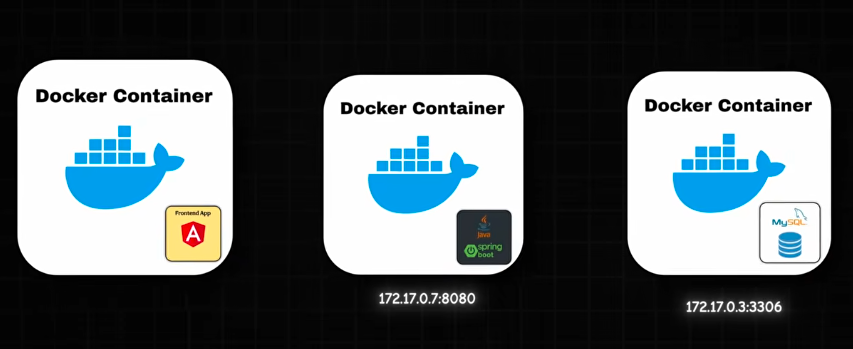 Docker Container
Frontend App
A
Docker Container
Java
spring
boot
172.17.0.7:8080
Docker Container
MySQL
172.17.0.3:3306